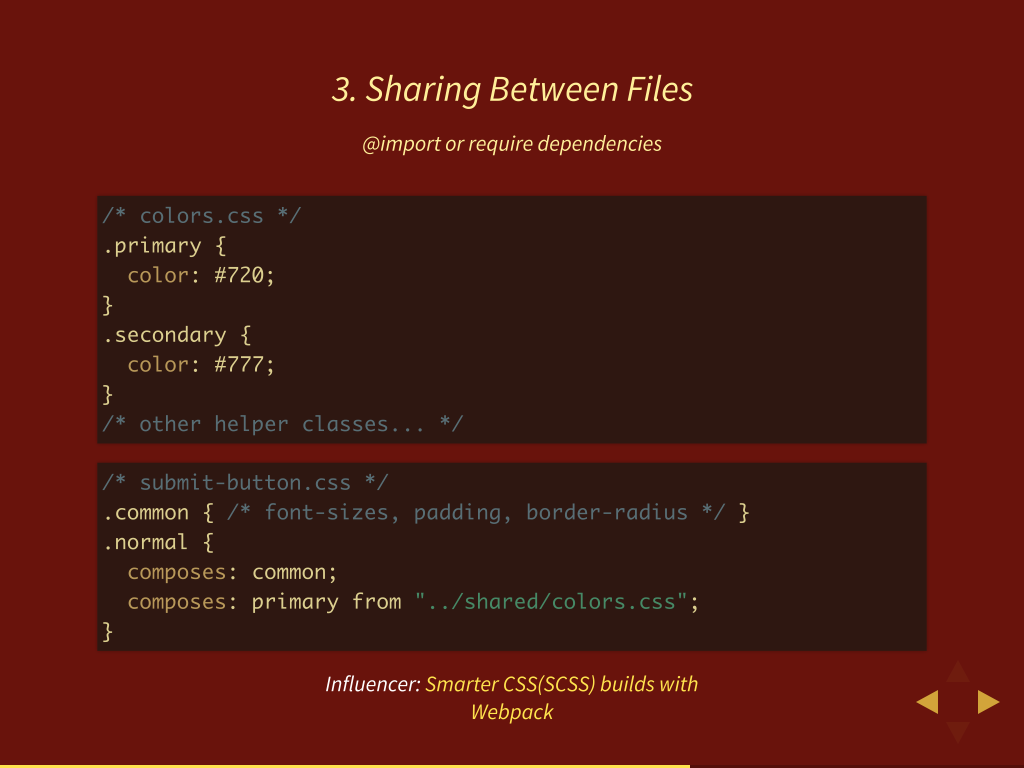 3. Sharing Between Files
@import or require dependencies
/* colors.css */
.primary {
  color: #720;
}
.secondary {
  color: #777;
}
/* other helper classes... */
/* submit-button.css */
.common { /* font-sizes, padding, border-radius */ }
.normal {
  composes: common;
  composes: primary from "../shared/colors.css";
}
Influencer: Smarter CSS(SCSS) builds with
Webpack